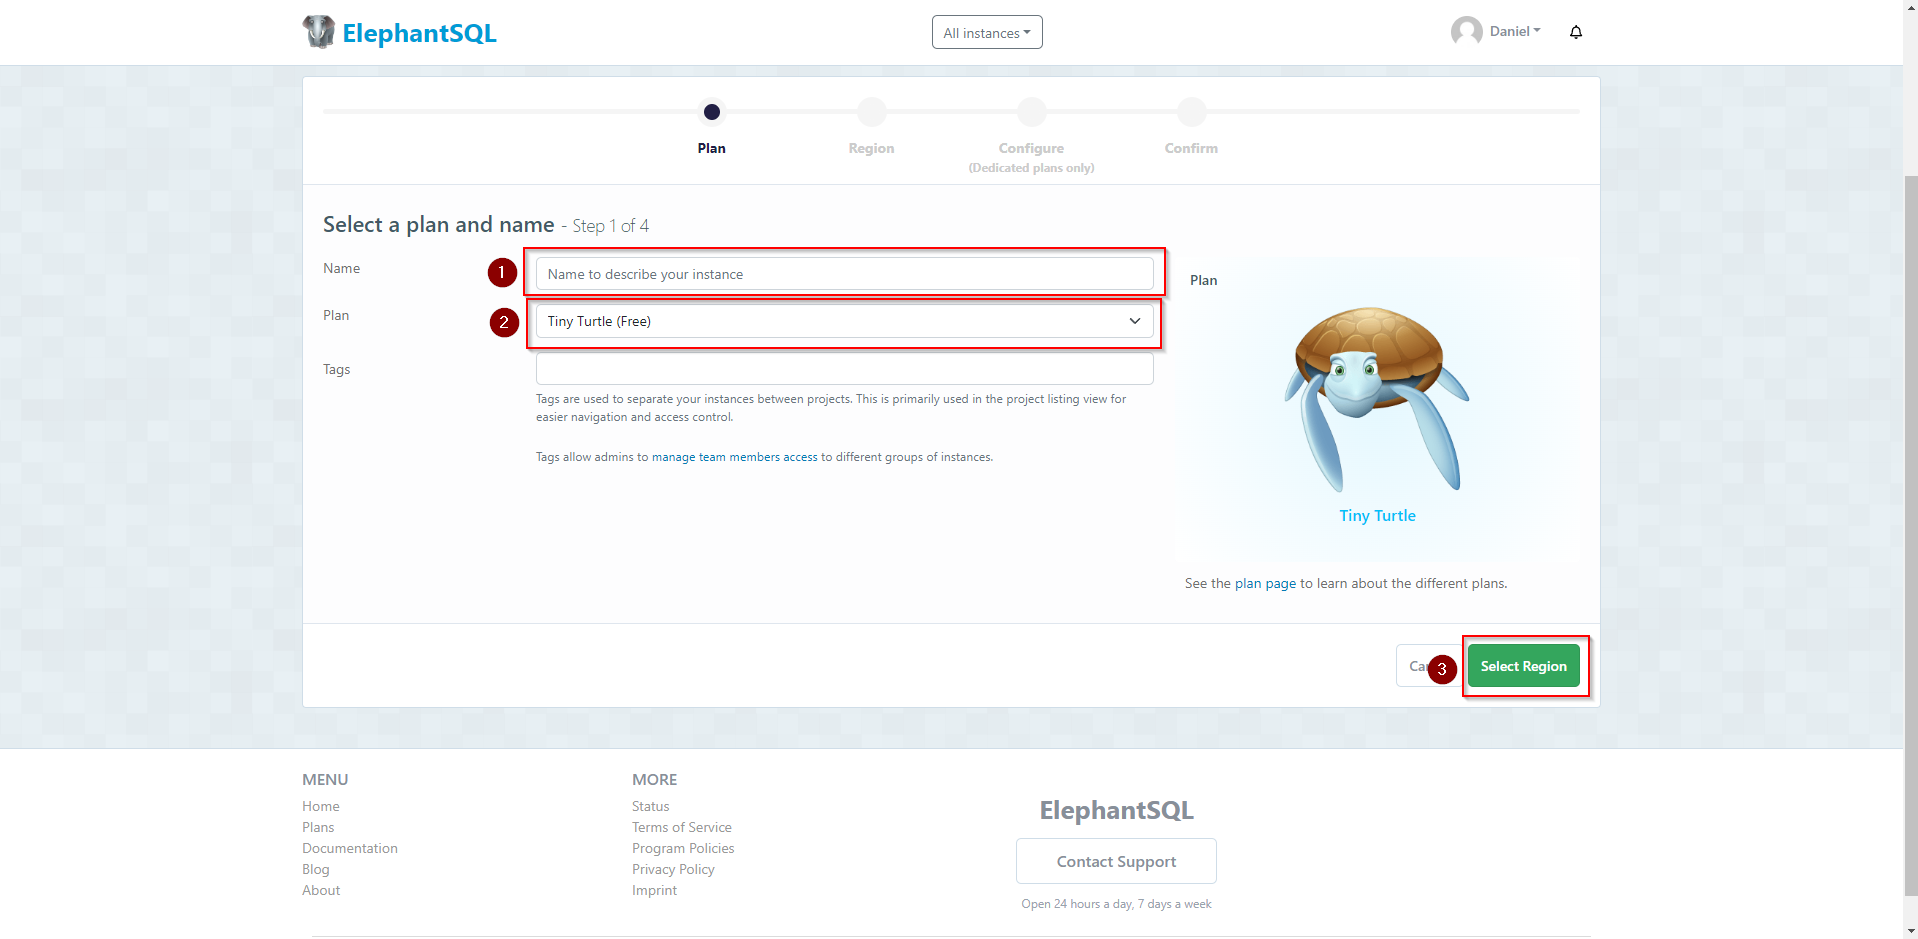 ElephantSQL
All instances
Daniel
Plan
Region
Configure
(Dedicated plans only)
Confirm
Select a plan and name - Step 1 of 4
Name
1
Name to describe your instance
Plan
2
Tiny Turtle (Free)
Tags
Tags are used to separate your instances between projects. This is primarily used in the project listing view for
easier navigation and access control.
Tags allow admins to manage team members access to different groups of instances.
Plan
Tiny Turtle
See the plan page to learn about the different plans.
Ca
3
Select Region
MENU
Home
Plans
Documentation
Blog
About
MORE
Status
Terms of Service
Program Policies
Privacy Policy
Imprint
ElephantSQL
Contact Support
Open 24 hours a day, 7 days a week